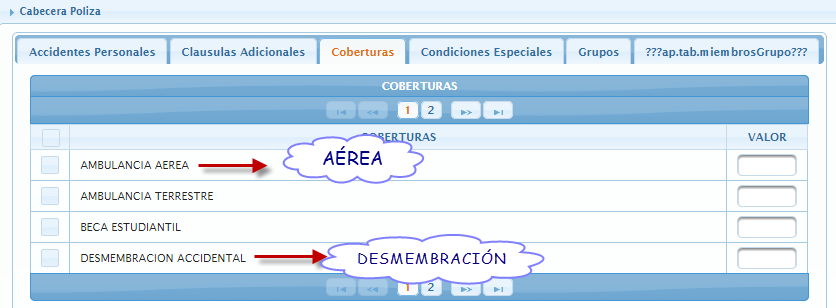 Cabecera Poliza
Accidentes Personales Clausulas Adicionales Coberturas Condiciones Especiales Grupos ???ap.tab.miembrosGrupo???
COBERTURAS
1 2
COBERTURAS VALOR
AMBULANCIA AEREA AÉREA
AMBULANCIA TERRESTRE
BECA ESTUDIANTIL
DESMEMBRACION ACCIDENTAL DESMEMBRACIÓN
1 2